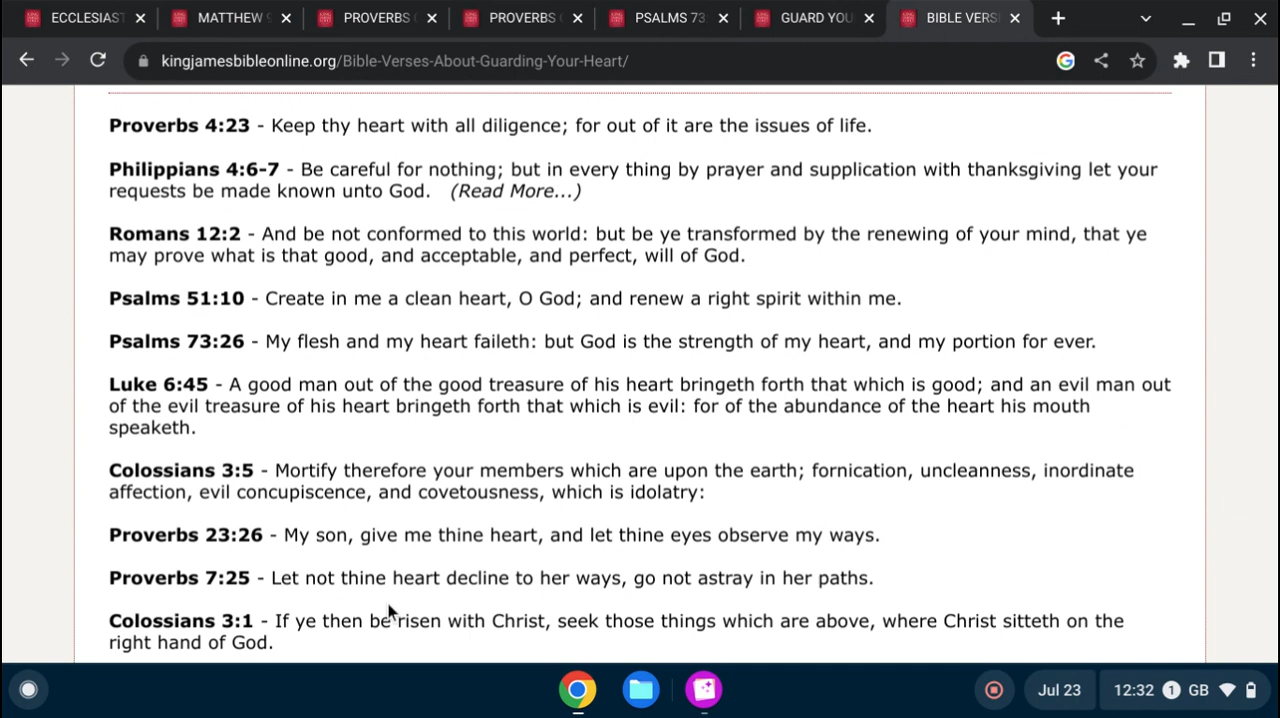 ECCLESIAST
MATTHEW 9
PROVERBS
PROVERBS
PSALMS 73
GUARD YOU
BIBLE VERS
kingjamesbibleonline.org/Bible-Verses-About-Guarding-Your-Heart/
Proverbs 4:23 - Keep thy heart with all diligence; for out of it are the issues of life.
Philippians 4:6-7 - Be careful for nothing; but in every thing by prayer and supplication with thanksgiving let your
requests be made known unto God. (Read More...)
Romans 12:2 - And be not conformed to this world: but be ye transformed by the renewing of your mind, that ye
may prove what is that good, and acceptable, and perfect, will of God.
Psalms 51:10 - Create in me a clean heart, O God; and renew a right spirit within me.
Psalms 73:26 - My flesh and my heart faileth: but God is the strength of my heart, and my portion for ever.
Luke 6:45 - A good man out of the good treasure of his heart bringeth forth that which is good; and an evil man out
of the evil treasure of his heart bringeth forth that which is evil: for of the abundance of the heart his mouth
speaketh.
Colossians 3:5 - Mortify therefore your members which are upon the earth; fornication, uncleanness, inordinate
affection, evil concupiscence, and covetousness, which is idolatry:
Proverbs 23:26 - My son, give me thine heart, and let thine eyes observe my ways.
Proverbs 7:25 - Let not thine heart decline to her ways, go not astray in her paths.
Colossians 3:1 - If ye then be risen with Christ, seek those things which are above, where Christ sitteth on the
right hand of God.
Jul 23
12:32 1 GB